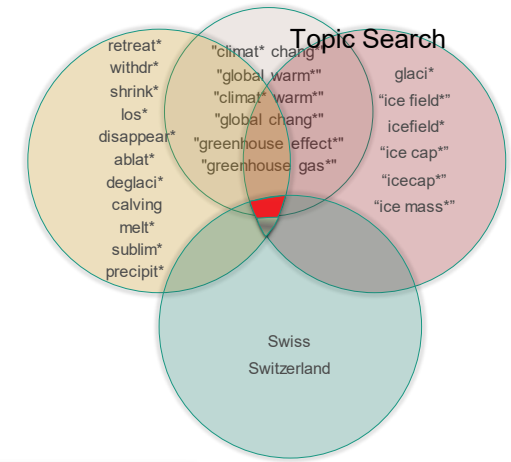 Topic Search
retreat*
withdr*
shrink*
los*
disappear*
ablat*
deglaci*
calving
melt*
sublim*
precipit*
"climat* chang*"
"global warm*"
"climat* warm*"
"global chang*"
"greenhouse effect*"
"greenhouse gas*"
glaci*
“ice field*”
icefield*
“ice cap*”
“icecap*”
“ice mass*”
Swiss
Switzerland